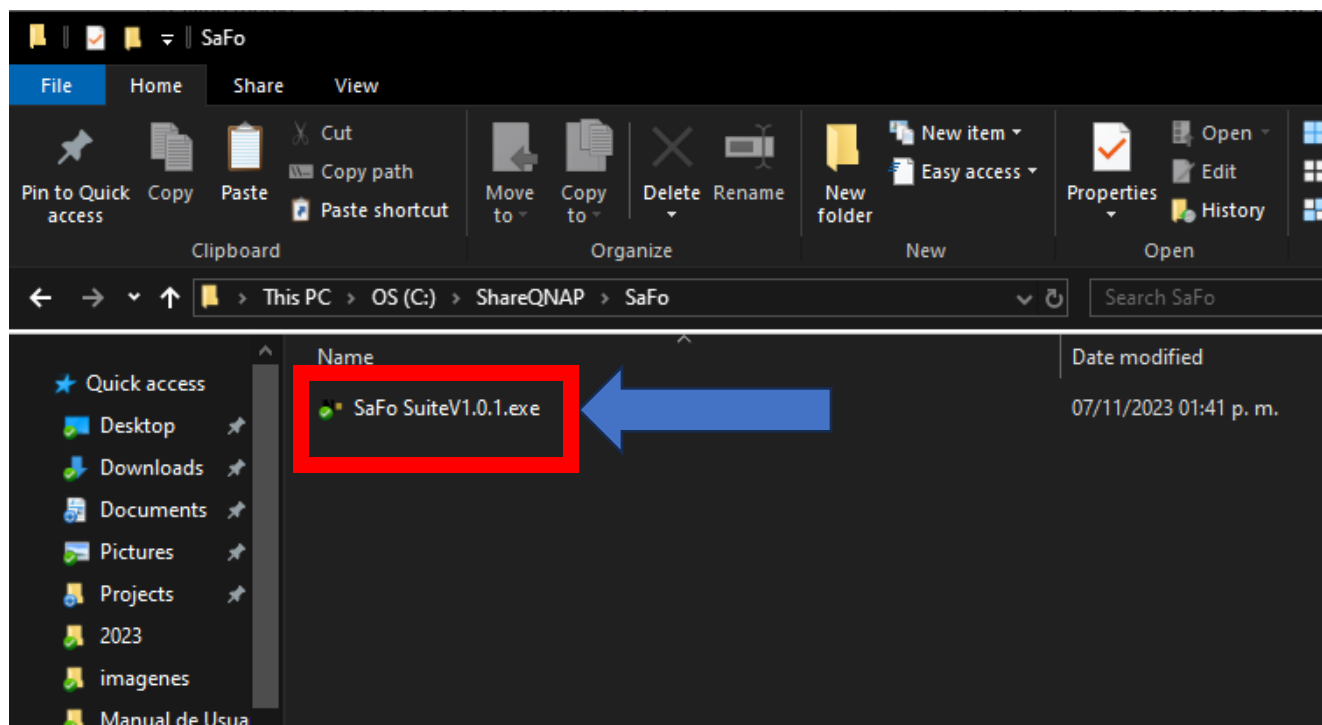 SaFo
File Home Share View
Pin to Quick access
Copy
Paste
Cut
Copy path
Paste shortcut
Clipboard
Move to
Copy to
Delete
Rename
Organize
New folder
New item
Easy access
New
Properties
Open
Edit
History
Open
This PC > OS (C:) > ShareQNAP > SaFo
Search SaFo
Name Date modified
Quick access
Desktop
Downloads
Documents
Pictures
Projects
2023
imagenes
Manual de Usua
SaFo SuiteV1.0.1.exe 07/11/2023 01:41 p. m.